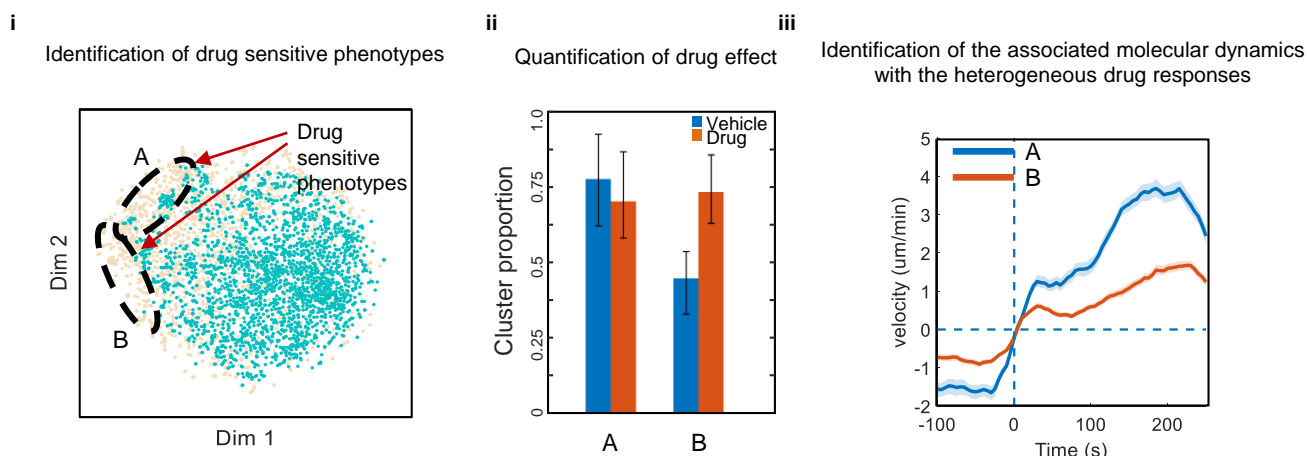 i
Identification of drug sensitive phenotypes
Drug
sensitive
phenotypes
A
B
Dim 2
Dim 1
ii
Quantification of drug effect
Vehicle
Drug
Cluster proportion
1.0
0.75
0.5
0.25
0
A
B
iii
Identification of the associated molecular dynamics
with the heterogeneous drug responses
A
B
velocity (um/min)
5
4
3
2
1
0
-1
-2
-100
0
100
200
Time (s)